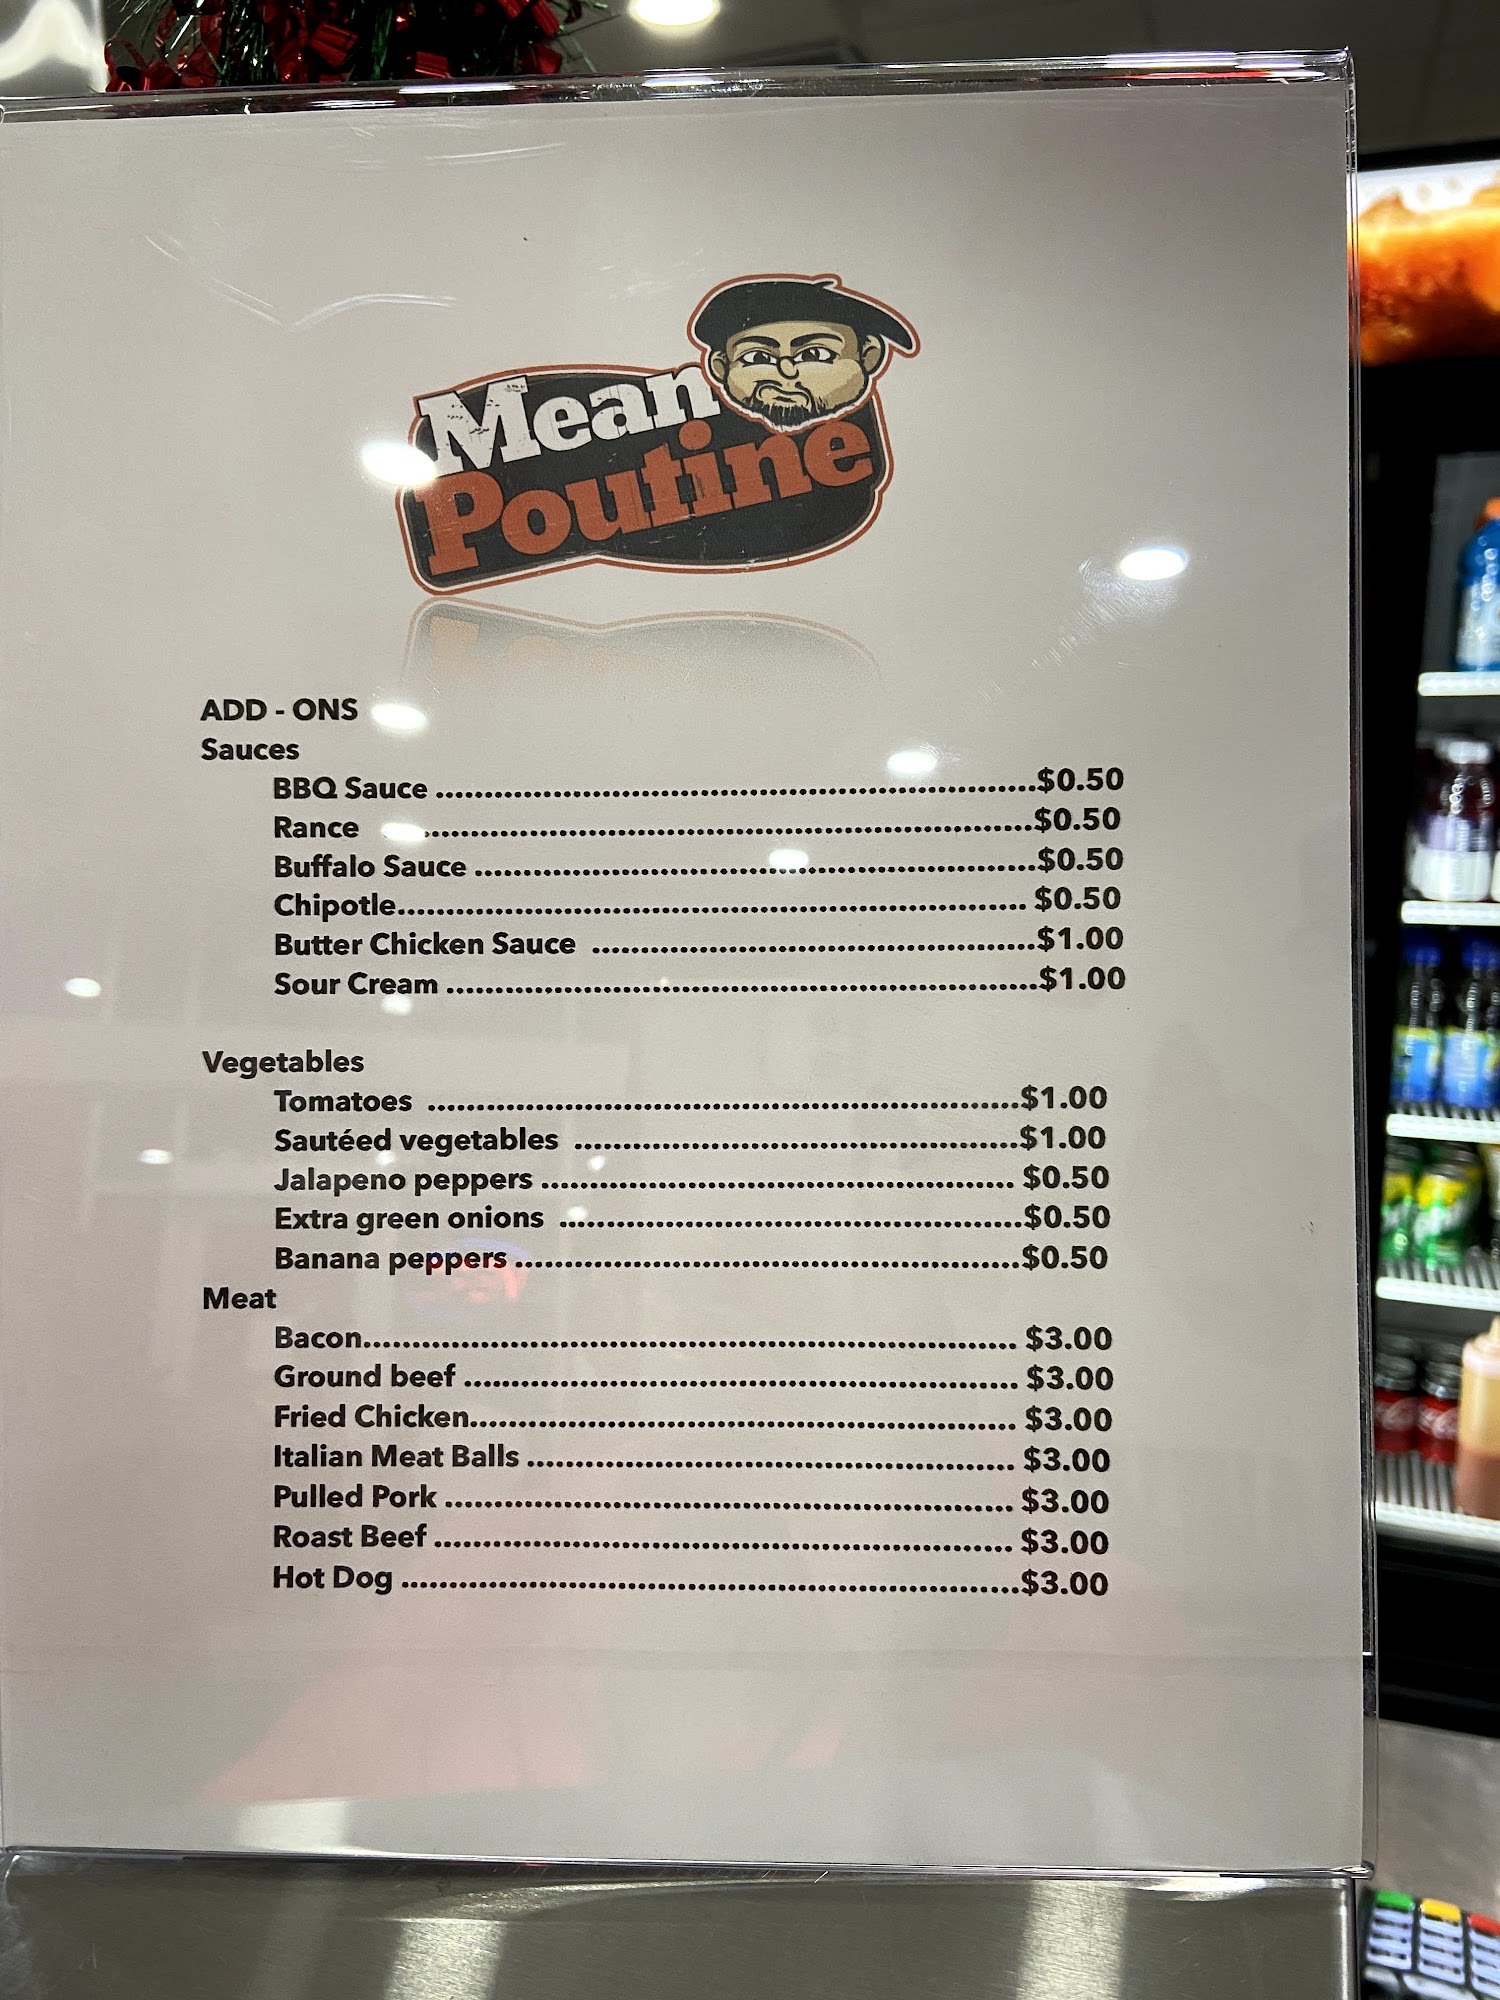 Mean
Poutine
ADD - ONS
Sauces
BBQ Sauce ..........................................................$0.50
Rance ..........................................................$0.50
Buffalo Sauce ..........................................................$0.50
Chipotle.......................................................... $0.50
Butter Chicken Sauce ..........................................................$1.00
Sour Cream ..........................................................$1.00
Vegetables
Tomatoes ..........................................................$1.00
Sautéed vegetables ..........................................................$1.00
Jalapeno peppers .......................................................... $0.50
Extra green onions ..........................................................$0.50
Banana peppers ..........................................................$0.50
Meat
Bacon.......................................................... $3.00
Ground beef .......................................................... $3.00
Fried Chicken.......................................................... $3.00
Italian Meat Balls .......................................................... $3.00
Pulled Pork .......................................................... $3.00
Roast Beef .......................................................... $3.00
Hot Dog ..........................................................$3.00